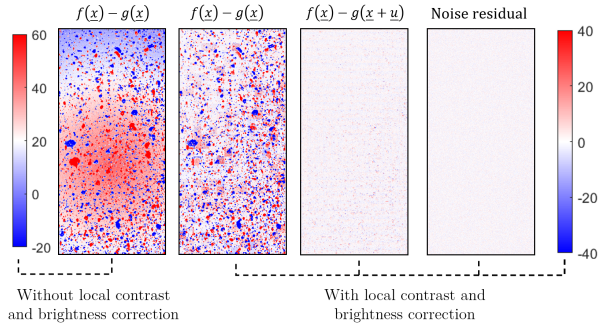 f(x) − g(x)
f(x) − g(x)
f(x) − g(x + u)
Noise residual
60
40
20
0
-20
40
20
0
-20
-40
Without local contrast
and brightness correction
With local contrast and
brightness correction